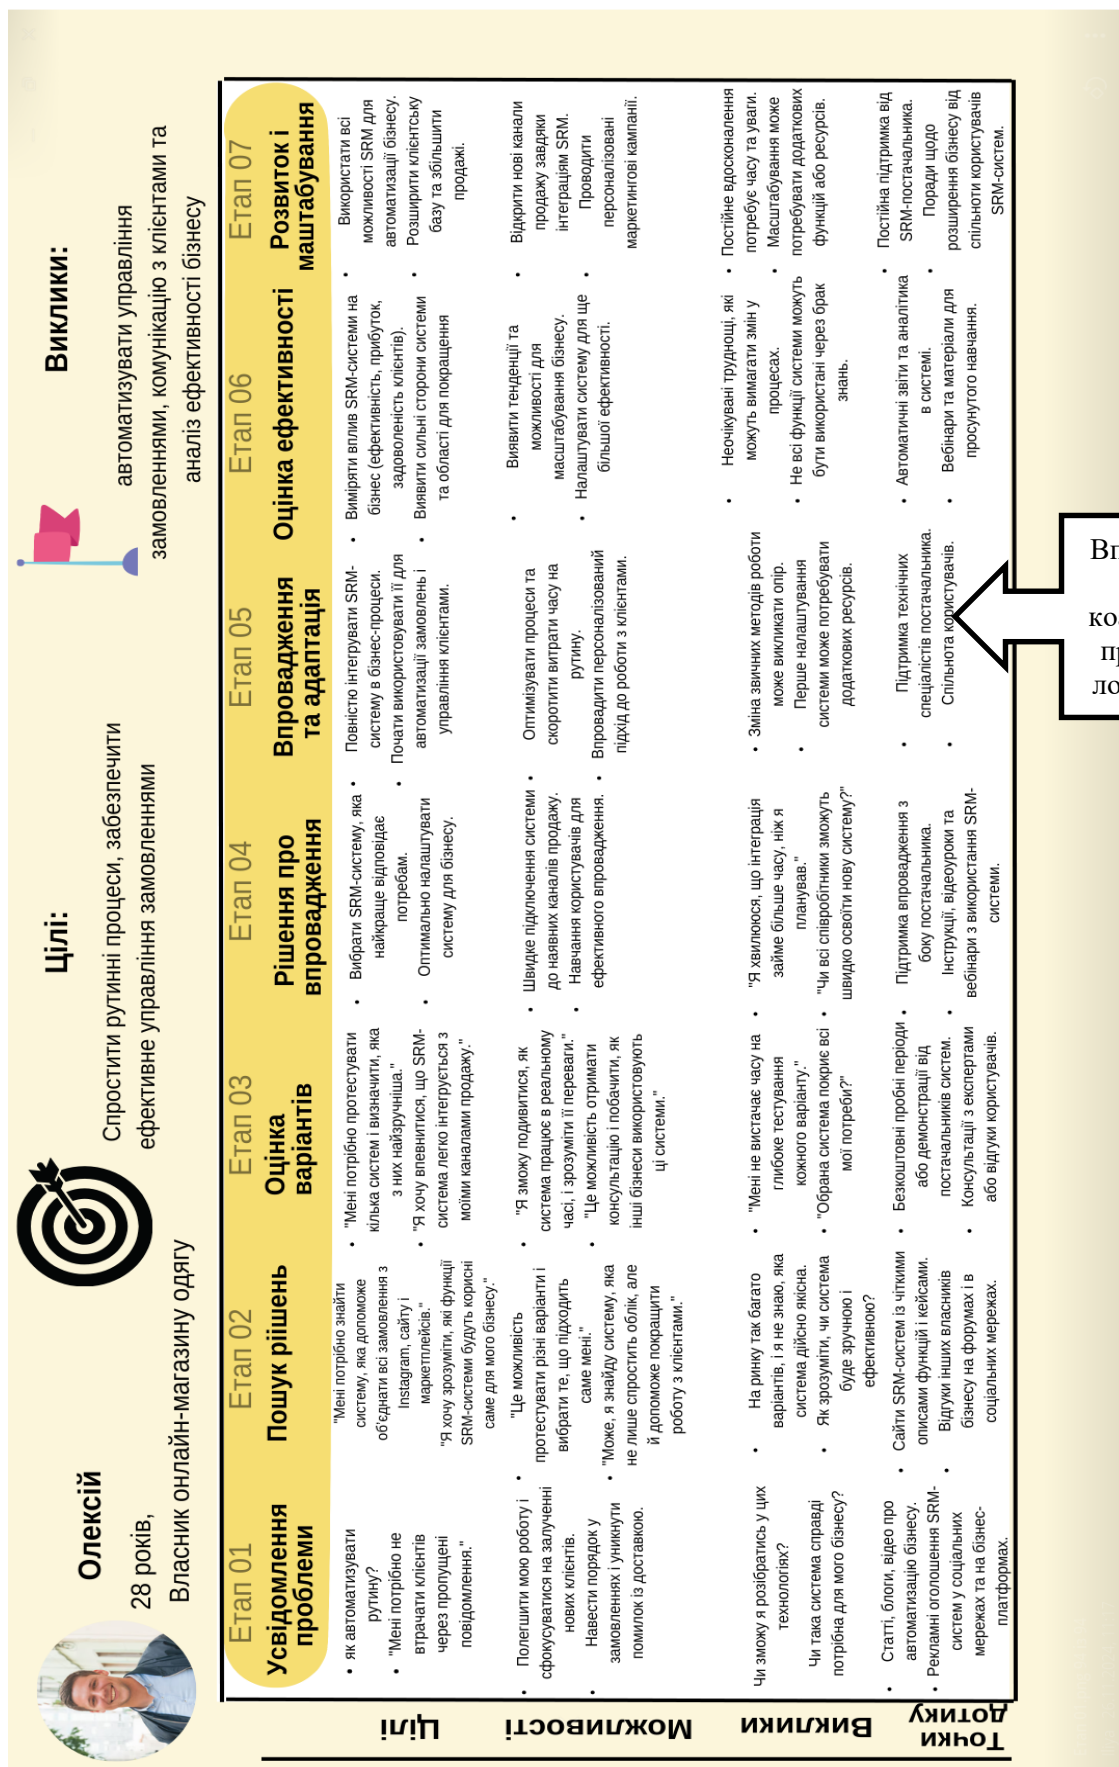 Олексій
28 років,
Власник онлайн-магазину одягу
Цілі:
Спростити рутинні процеси, забезпечити
ефективне управління замовленнями
Виклики:
автоматизувати управління
замовленнями, комунікацію з клієнтами та
аналіз ефективності бізнесу
Етап 01
Усвідомлення
проблеми
Етап 02
Пошук ріішень
Етап 03
Оцінка
варіантів
Етап 04
Рішення про
впровадження
Етап 05
Впровадження
та адаптація
Етап 06
Оцінка ефективності
Етап 07
Розвиток і
маштабування
Цілі
• як автоматизувати
рутину?
• "Мені потрібно не
втрачати клієнтів
через пропущені
повідомлення."
"Мені потрібно знайти
систему, яка допоможе
об'єднати всі замовлення з
Instagram, сайту і
маркетплейсів."
"Я хочу зрозуміти, які функції
SRM-системи будуть корисні
саме для мого бізнесу."
• "Мені потрібно протестувати
кілька систем і визначити, яка
з них найзручніша."
• "Я хочу впевнитися, що SRM-
система легко інтегрується з
моїми каналами продажу."
• Вибрати SRM-систему, яка
найкраще відповідає
потребам.
• Оптимально налаштувати
систему для бізнесу.
• Повністю інтегрувати SRM-
систему в бізнес-процеси.
• Почати використовувати її для
автоматизації замовлень і
управління клієнтами.
• Виміряти вплив SRM-системи на
бізнес (ефективність, прибуток,
задоволеність клієнтів).
• Виявити сильні сторони системи
та області для покращення
• Використати всі
можливості SRM для
автоматизації бізнесу.
• Розширити клієнтську
базу та збільшити
продажі.
Можливості
• Полегшити мою роботу і
сфокусуватися на залученні
нових клієнтів.
• Навести порядок у
замовленнях і уникнути
помилок із доставкою.
• "Це можливість
протестувати різні варіанти і
вибрати те, що підходить
саме мені."
• "Може, я знайду систему, яка
не лише спростить облік, але
й допоможе покращити
роботу з клієнтами."
• "Я зможу подивитися, як
система працює в реальному
часі, і зрозуміти її переваги."
• "Це можливість отримати
консультацію і побачити, як
інші бізнеси використовують
ці системи."
• Швидке підключення системи
до наявних каналів продажу.
• Навчання користувачів для
ефективного впровадження.
• Оптимізувати процеси та
скоротити витрати часу на
рутину.
• Впровадити персоналізований
підхід до роботи з клієнтами.
• Виявити тенденції та
можливості для
масштабування бізнесу.
• Налаштувати систему для ще
більшої ефективності.
• Відкрити нові канали
продажу завдяки
інтеграціям SRM.
• Проводити
персоналізовані
маркетингові кампанії.
Виклики
Чи зможу я розібратись у цих
технологіях?
Чи така система справді
потрібна для мого бізнесу?
• На ринку так багато
варіантів, і я не знаю, яка
система дійсно якісна.
• Як зрозуміти, чи система
буде зручною і
ефективною?
• "Мені не вистачає часу на
глибоке тестування
кожного варіанту."
• "Обрана система покриє всі
мої потреби?"
• "Я хвилююся, що інтеграція
займе більше часу, ніж я
планував."
• "Чи всі співробітники зможуть
швидко освоїти нову систему?"
• Зміна звичних методів роботи
може викликати опір.
• Перше налаштування
системи може потребувати
додаткових ресурсів.
• Неочікувані труднощі, які
можуть вимагати змін у
процесах.
• Не всі функції системи можуть
бути використані через брак
знань.
• Постійне вдосконалення
потребує часу та уваги.
• Масштабування може
потребувати додаткових
функцій або ресурсів.
Точки
дотику
• Статті, блоги, відео про
автоматизацію бізнесу.
• Рекламні оголошення SRM-
систем у соціальних
мережах та на бізнес-
платформах.
• Сайти SRM-систем із чіткими
описами функцій і кейсами.
• Відгуки інших власників
бізнесу на форумах і в
соціальних мережах.
• Безкоштовні пробні періоди
або демонстрації від
постачальників систем.
• Консультації з експертами
або відгуки користувачів.
• Підтримка впровадження з
боку постачальника.
• Інструкції, відеоуроки та
вебінари з використання SRM-
системи.
• Підтримка технічних
спеціалістів постачальника.
• Спільнота користувачів.
• Автоматичні звіти та аналітика
в системі.
• Вебінари та матеріали для
просунутого навчання.
• Постійна підтримка від
SRM-постачальника.
• Поради щодо
розширення бізнесу від
спільноти користувачів
SRM-систем.